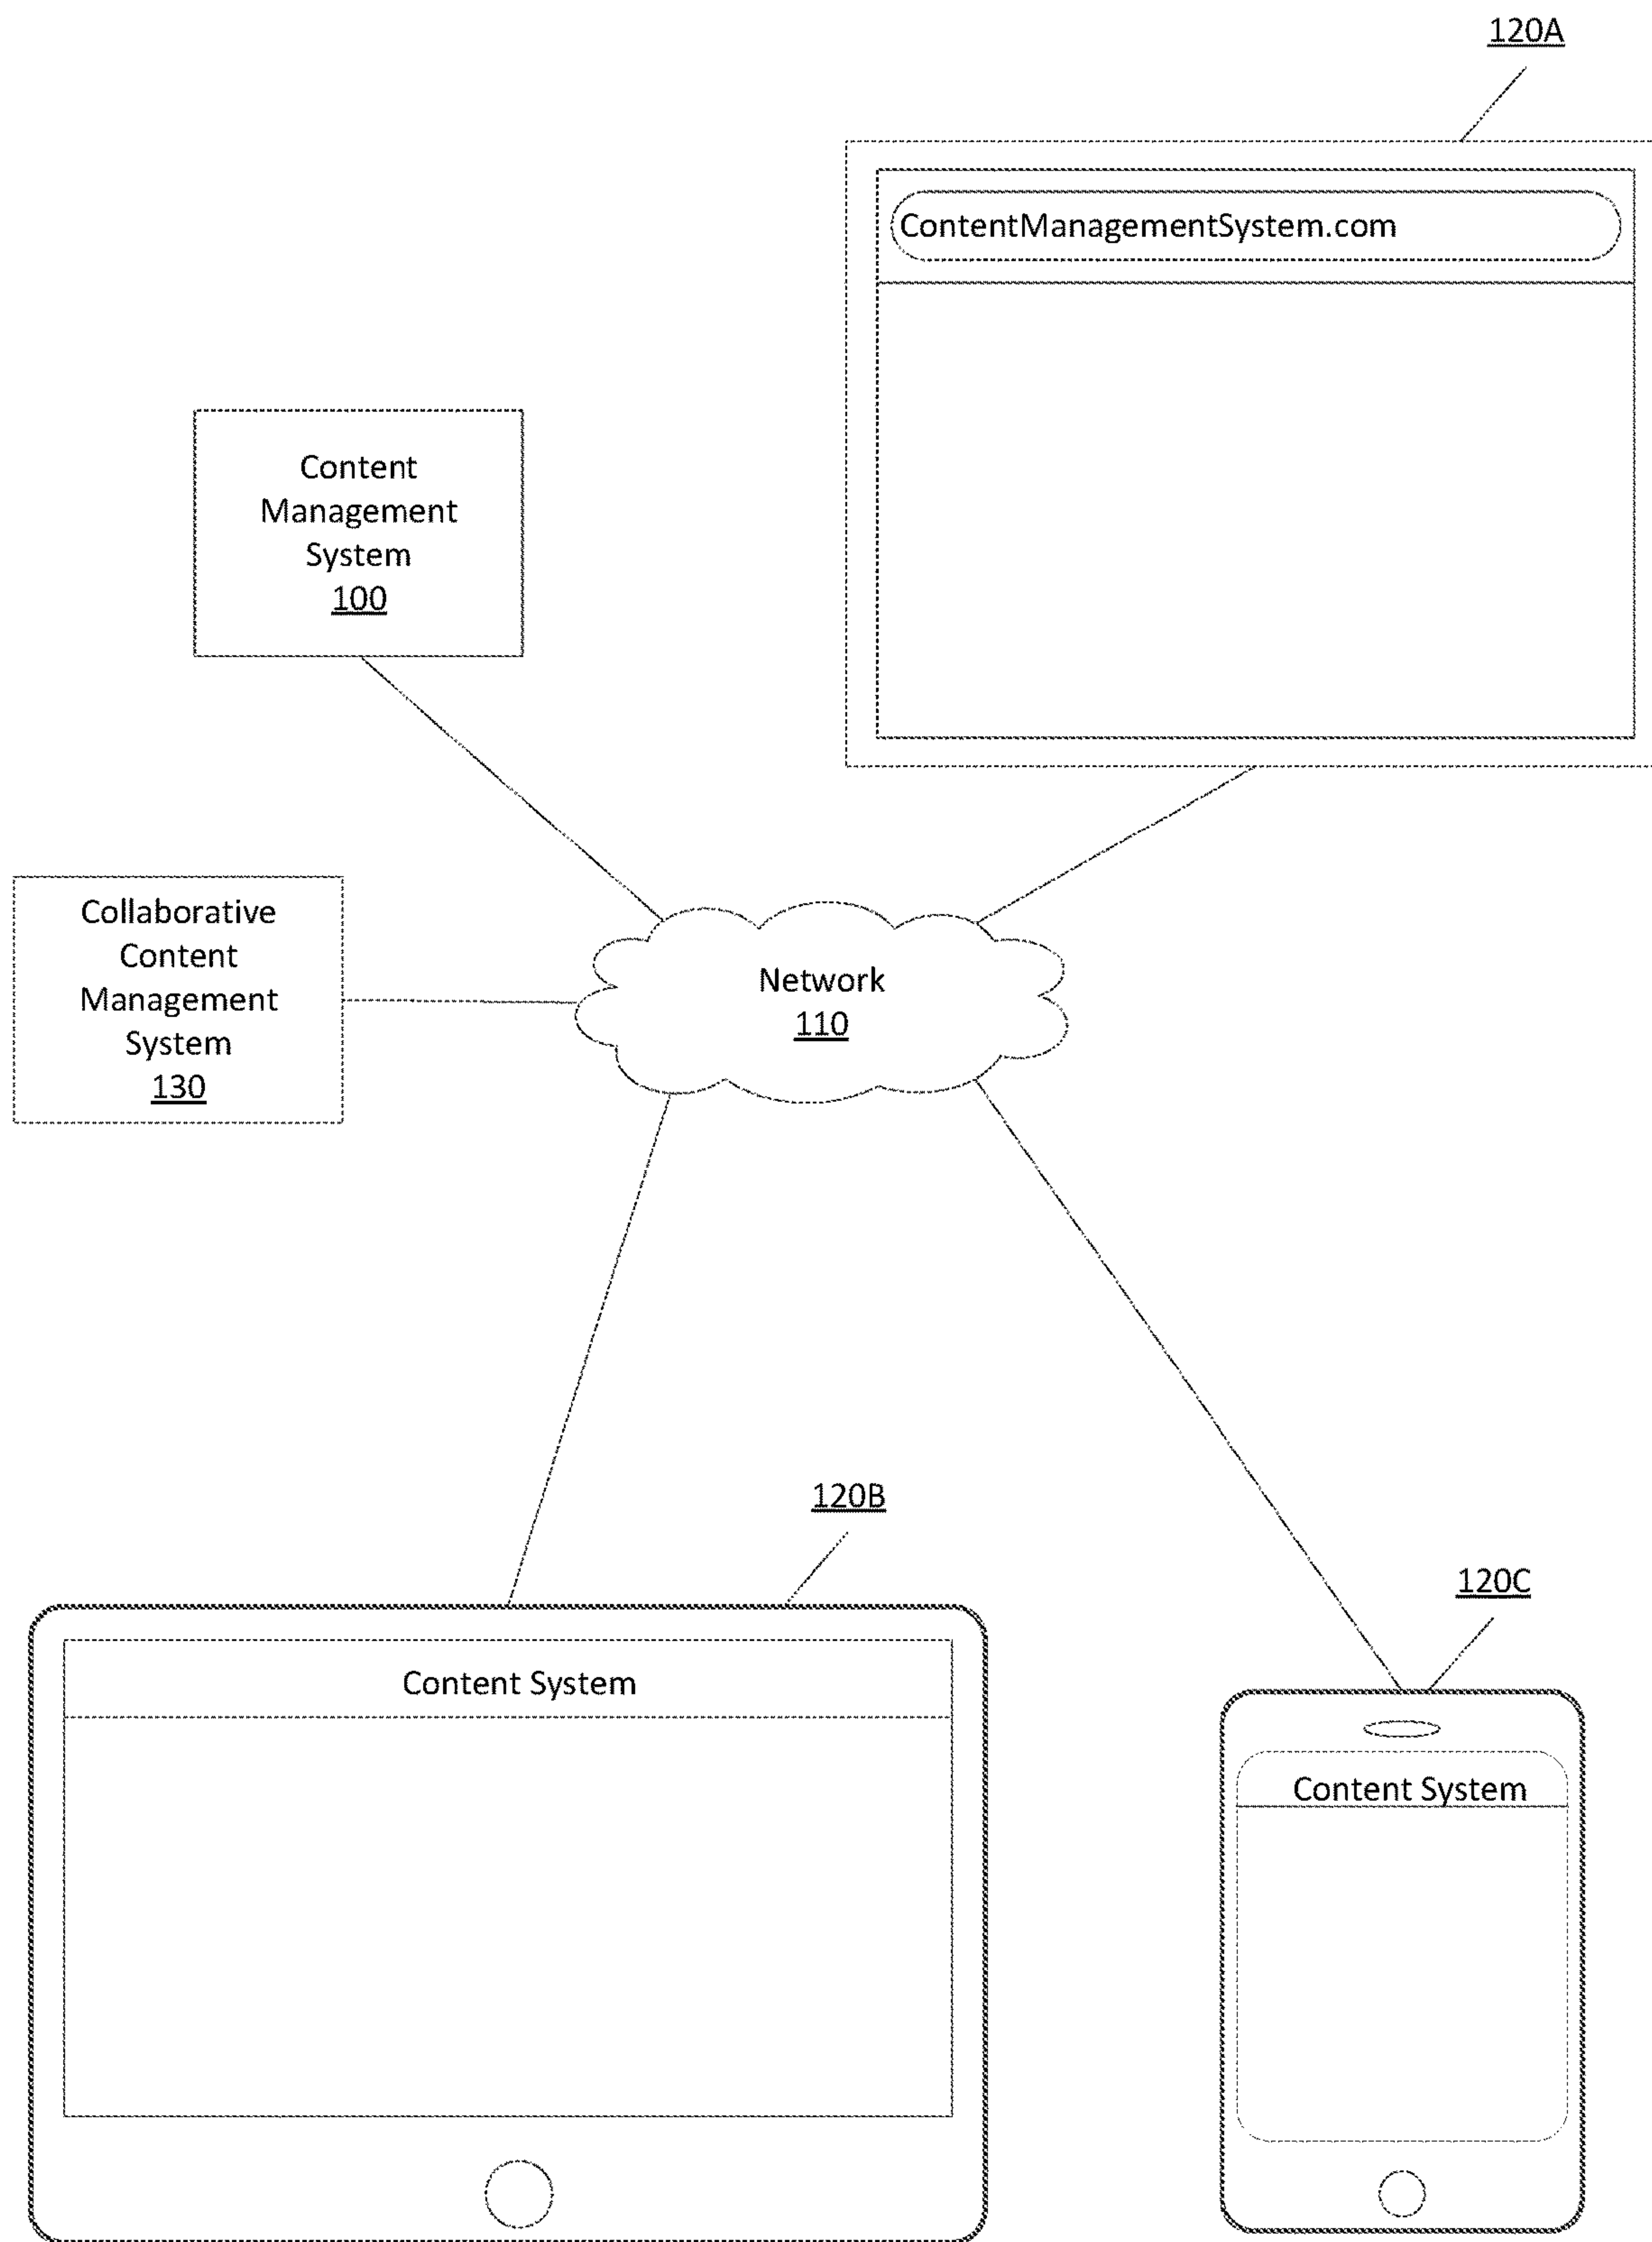 120A
ContentManagementSystem.com
Content
Management
System
100
Collaborative
Content
Management
System
130
Network
110
120B
Content System
120C
Content System